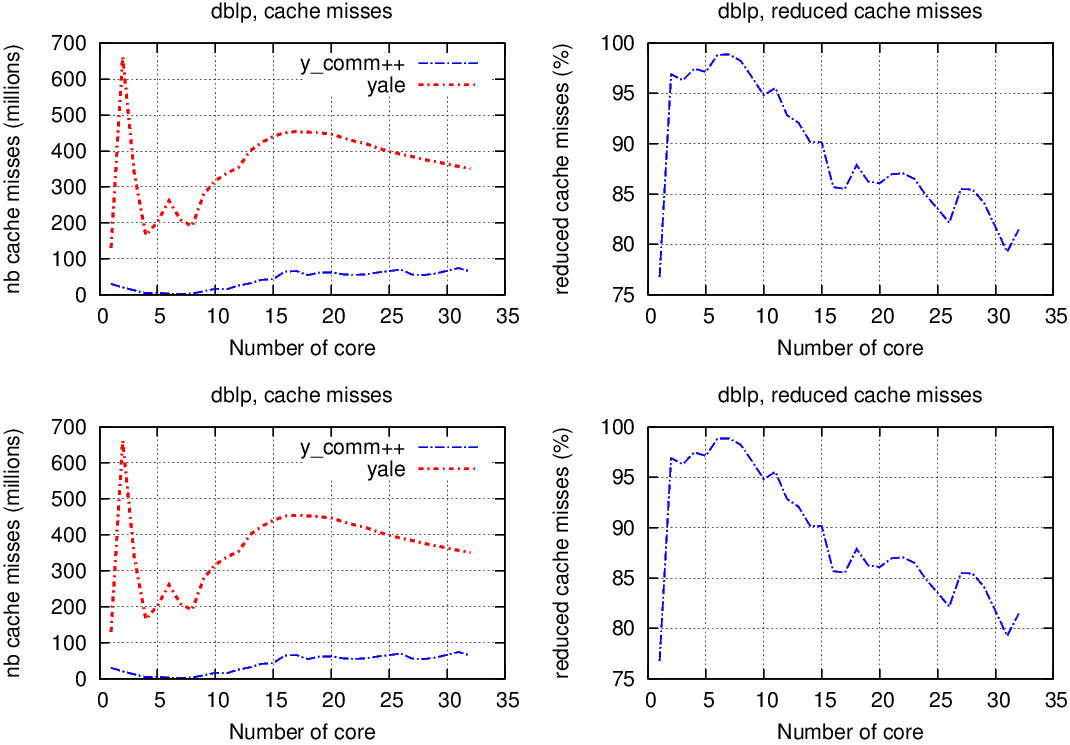 dblp, cache misses
nb cache misses (millions)
700
600
500
400
300
200
100
0
y_comm++
yale
0 5 10 15 20 25 30 35
Number of core
dblp, reduced cache misses
reduced cache misses (%)
100
95
90
85
80
75
0 5 10 15 20 25 30 35
Number of core
dblp, cache misses
nb cache misses (millions)
700
600
500
400
300
200
100
0
y_comm++
yale
0 5 10 15 20 25 30 35
Number of core
dblp, reduced cache misses
reduced cache misses (%)
100
95
90
85
80
75
0 5 10 15 20 25 30 35
Number of core